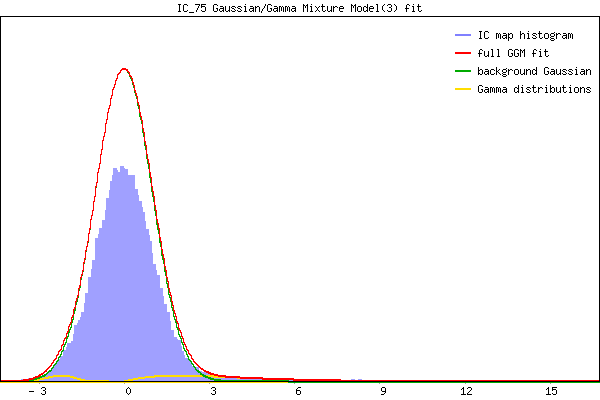 IC_75 Gaussian/Gamma Mixture Model(3) fit
IC map histogram
full GGM fit
background Gaussian
Gamma distributions
-3 0 3 6 9 12 15